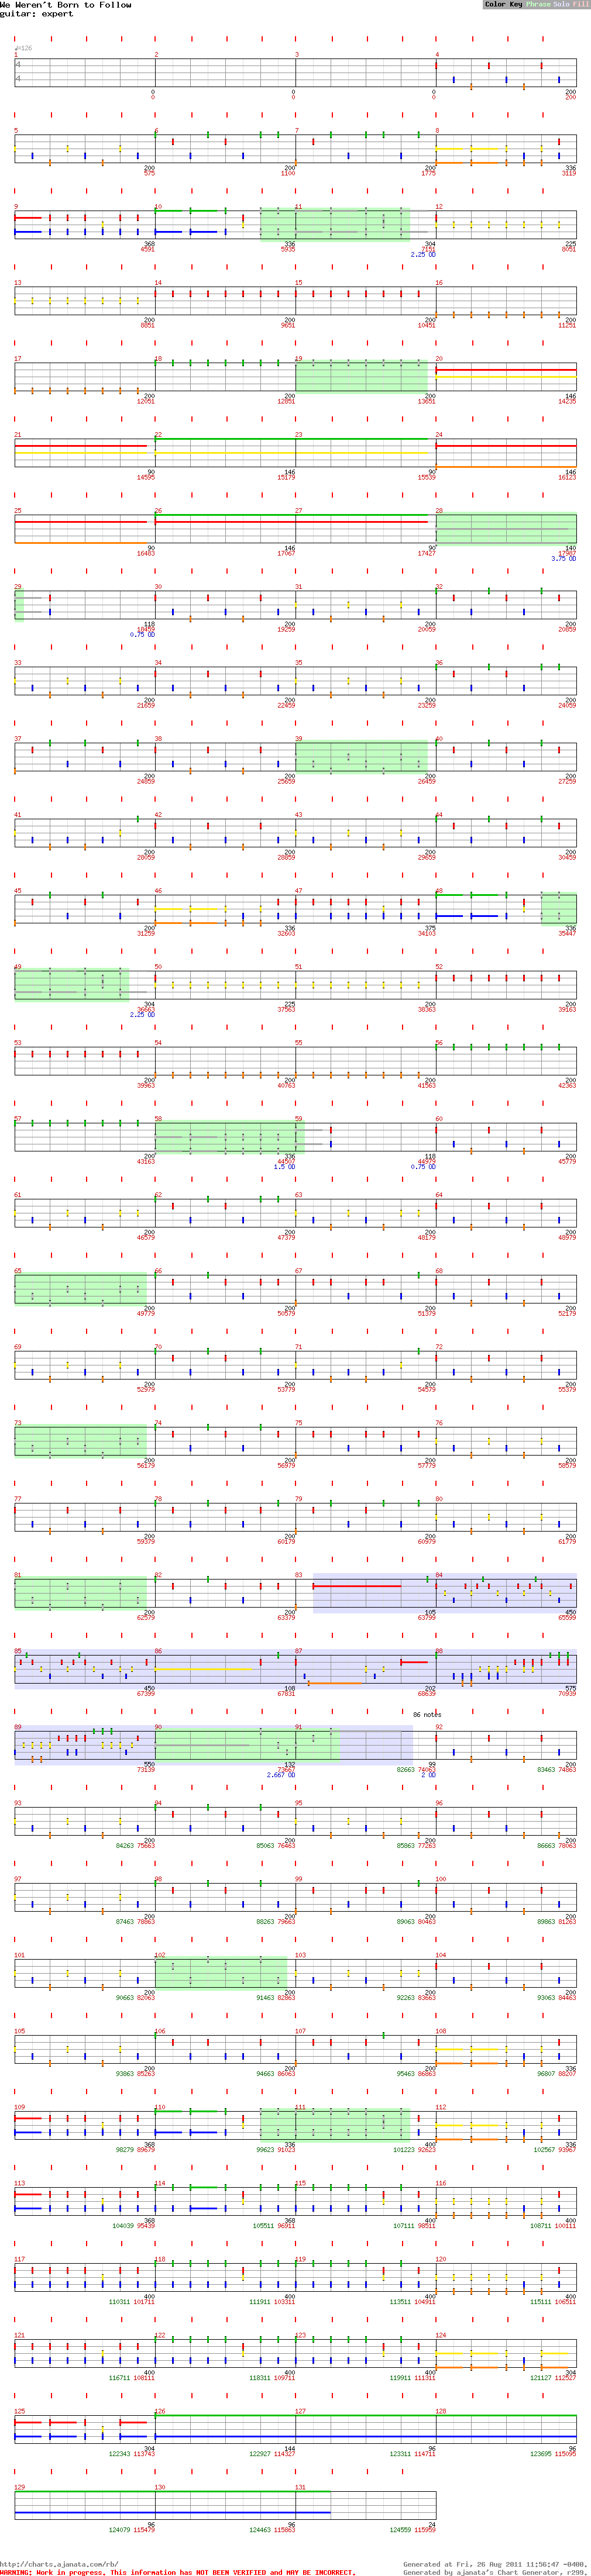 We Weren't Born to Follow
guitar: expert
Color Key Phrase Solo Fill
♩=126
1 2 3 4
4
4
0 0 0 200
0 0 0 200
5 6 7 8
200 200 200 336
575 1100 1775 3119
9 10 11 12
368 336 304 225
4591 5935 7151 8051
2.25 OD
13 14 15 16
200 200 200 200
8851 9651 10451 11251
17 18 19 20
200 200 200 146
12051 12851 13651 14235
21 22 23 24
90 146 90 146
14595 15179 15539 16123
25 26 27 28
90 146 90 140
16483 17067 17427 17987
3.75 OD
29 30 31 32
118 200 200 200
18459 19259 20059 20859
0.75 OD
33 34 35 36
200 200 200 200
21659 22459 23259 24059
37 38 39 40
200 200 200 200
24859 25659 26459 27259
41 42 43 44
200 200 200 200
28059 28859 29659 30459
45 46 47 48
200 336 375 336
31259 32603 34103 35447
49 50 51 52
304 225 200 200
36663 37563 38363 39163
2.25 OD
53 54 55 56
200 200 200 200
39963 40763 41563 42363
57 58 59 60
200 336 118 200
43163 44507 44979 45779
1.5 OD 0.75 OD
61 62 63 64
200 200 200 200
46579 47379 48179 48979
65 66 67 68
200 200 200 200
49779 50579 51379 52179
69 70 71 72
200 200 200 200
52979 53779 54579 55379
73 74 75 76
200 200 200 200
56179 56979 57779 58579
77 78 79 80
200 200 200 200
59379 60179 60979 61779
81 82 83 84
200 200 105 450
62579 63379 63799 65599
85 86 87 88
450 108 202 575
67399 67831 68639 70939
86 notes
89 90 91 92
550 132 99 200
73139 73667 82663 74063 83463 74863
2.667 OD 2 OD
93 94 95 96
200 200 200 200
84263 75663 85063 76463 85863 77263 86663 78063
97 98 99 100
200 200 200 200
87463 78863 88263 79663 89063 80463 89863 81263
101 102 103 104
200 200 200 200
90663 82063 91463 82863 92263 83663 93063 84463
105 106 107 108
200 200 200 336
93863 85263 94663 86063 95463 86863 96807 88207
109 110 111 112
368 336 400 336
98279 89679 99623 91023 101223 92623 102567 93967
113 114 115 116
368 400 400
104039 95439 105511 96911 107111 98511 108711 100111
117 118 119 120
400 400 400 400
110311 101711 111911 103311 113511 104911 115111 106511
121 122 123 124
400 400 400 304
116711 108111 118311 109711 119911 111311 121127 112527
125 126 127 128
304 144 96 96
122343 113743 122927 114327 123311 114711 123695 115095
129 130 131
96 96 24
124079 115479 124463 115863 124559 115959
http://charts.ajanata.com/rb/
Generated at Fri, 26 Aug 2011 11:56:47 -0400.
WARNING: Work in progress. This information has NOT BEEN VERIFIED and MAY BE INCORRECT.
Generated by ajanata's Chart Generator, r299.